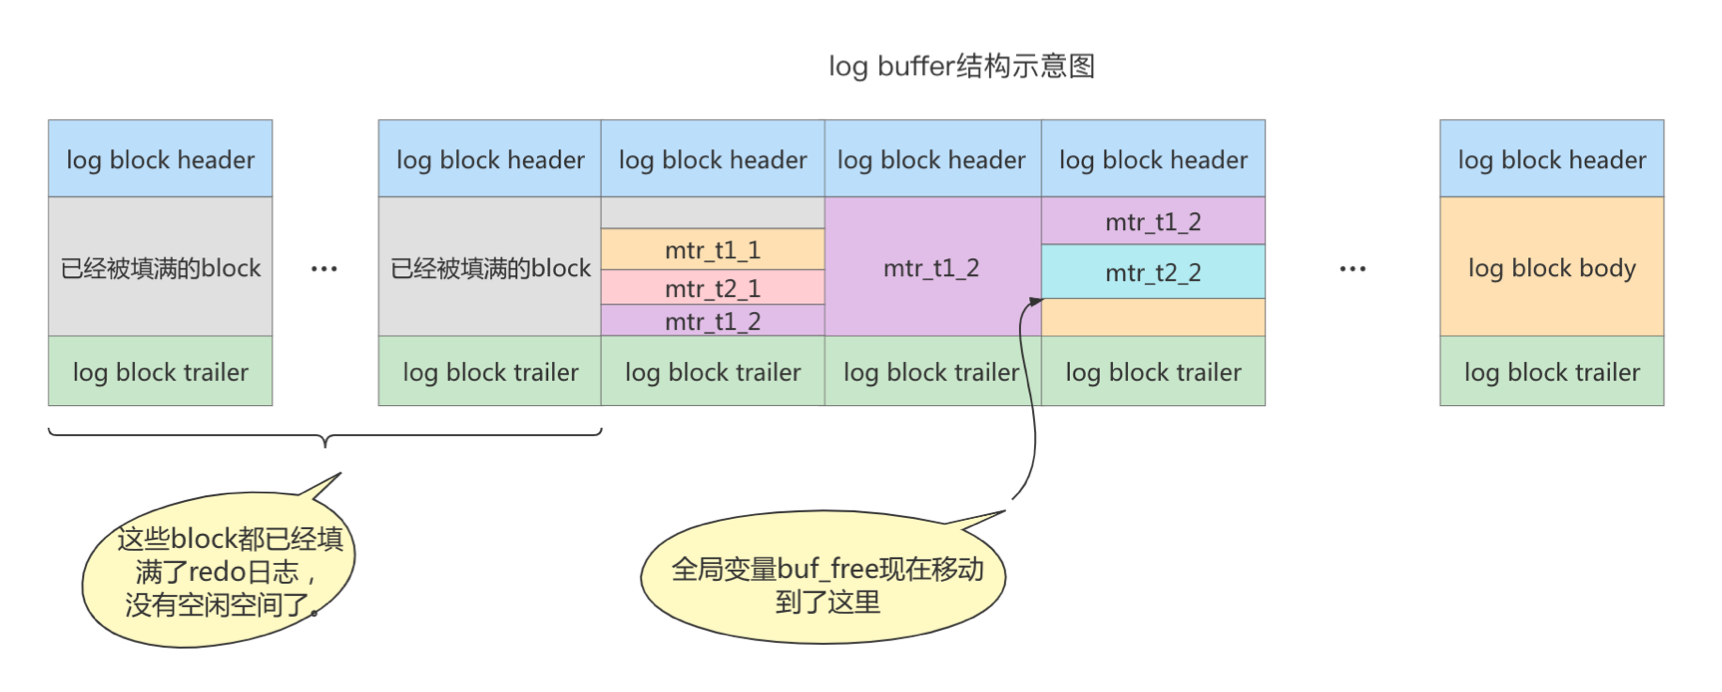 log buffer结构示意图
log block header
log block header
log block header
log block header
log block header
log block header
已经被填满的block
...
已经被填满的block
mtr_t1_1
mtr_t2_1
mtr_t1_2
mtr_t1_2
mtr_t1_2
mtr_t2_2
...
log block body
log block trailer
log block trailer
log block trailer
log block trailer
log block trailer
log block trailer
这些block都已经填
满了redo日志，
没有空闲空间了。
全局变量buf_free现在移动
到了这里